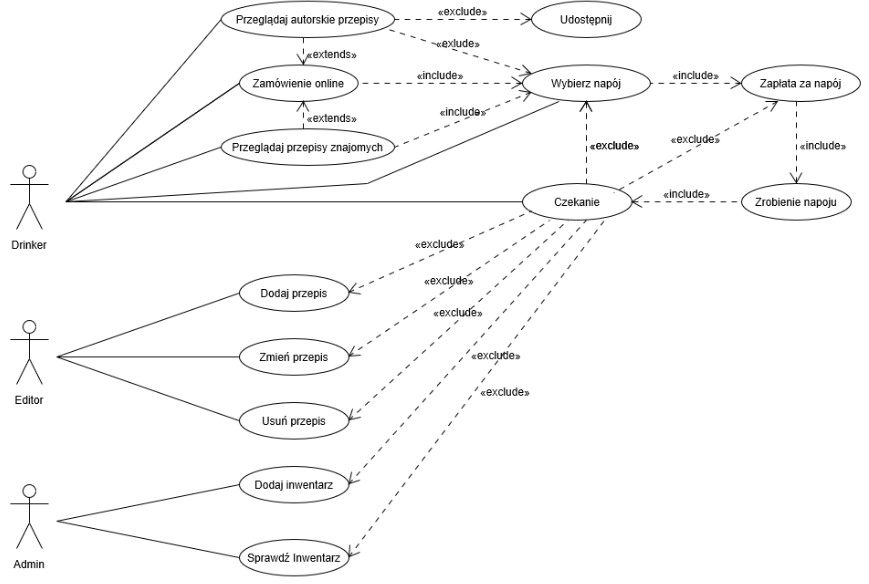 Przeglądaj autorskie przepisy
«exclude»
Udostępnij
«exlude»
«extends»
Zamówienie online
«include»
Wybierz napój
«include»
Zapłata za napój
«extends»
«include»
Przeglądaj przepisy znajomych
«exclude»
«exclude»
«include»
Drinker
Czekanie
«include»
Zrobienie napoju
«exclude»
Dodaj przepis
«exclude»
«exclude»
Editor
Zmień przepis
«exclude»
«exclude»
Usuń przepis
Dodaj inwentarz
Admin
Sprawdź Inwentarz